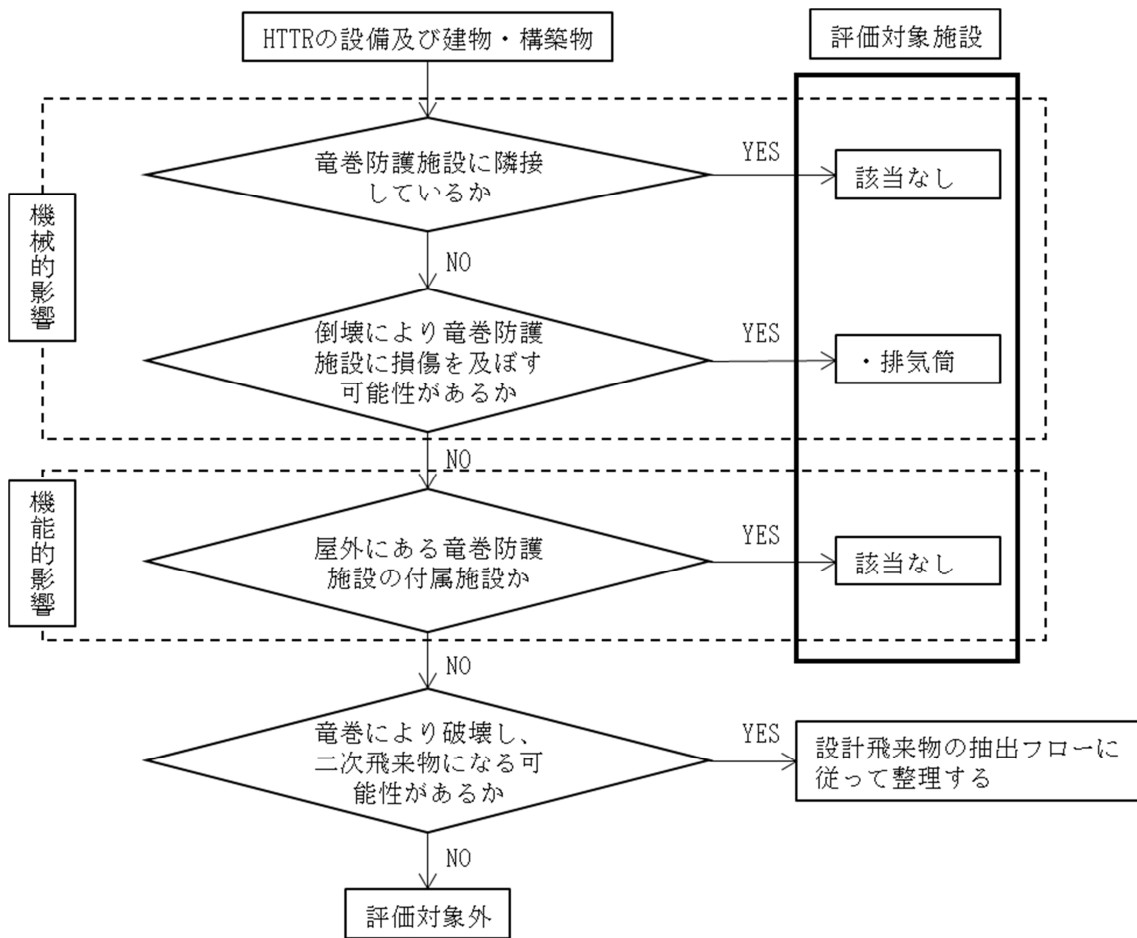 HTTRの設備及び建物・構築物
評価対象施設
機械的影響
竜巻防護施設に隣接
しているか
YES
該当なし
NO
倒壊により竜巻防護
施設に損傷を及ぼす
可能性があるか
YES
・排気筒
NO
機能的影響
屋外にある竜巻防護
施設の付属施設か
YES
該当なし
NO
竜巻により破壊し、
二次飛来物になる可
能性があるか
YES
設計飛来物の抽出フローに
従って整理する
NO
評価対象外